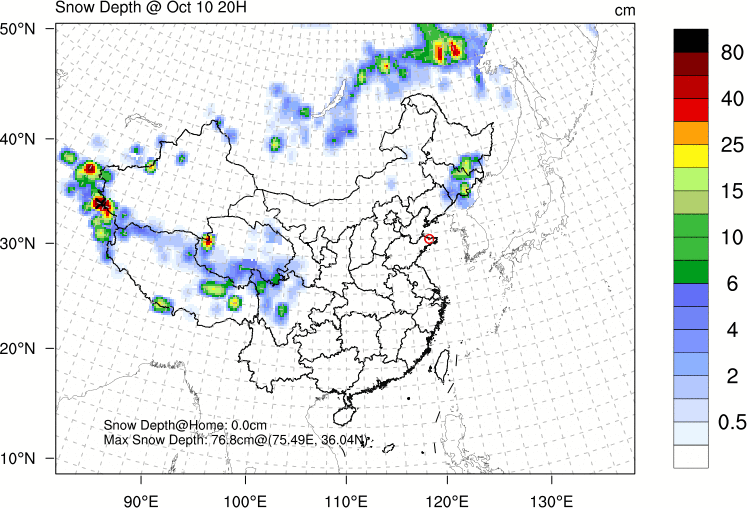 Snow Depth @ Oct 10 20H
cm
50°N
40°N
30°N
20°N
10°N
90°E
100°E
110°E
120°E
130°E
Snow Depth@Home: 0.0cm
Max Snow Depth: 76.8cm@(75.49E, 36.04N)
80
40
25
15
10
6
4
2
0.5